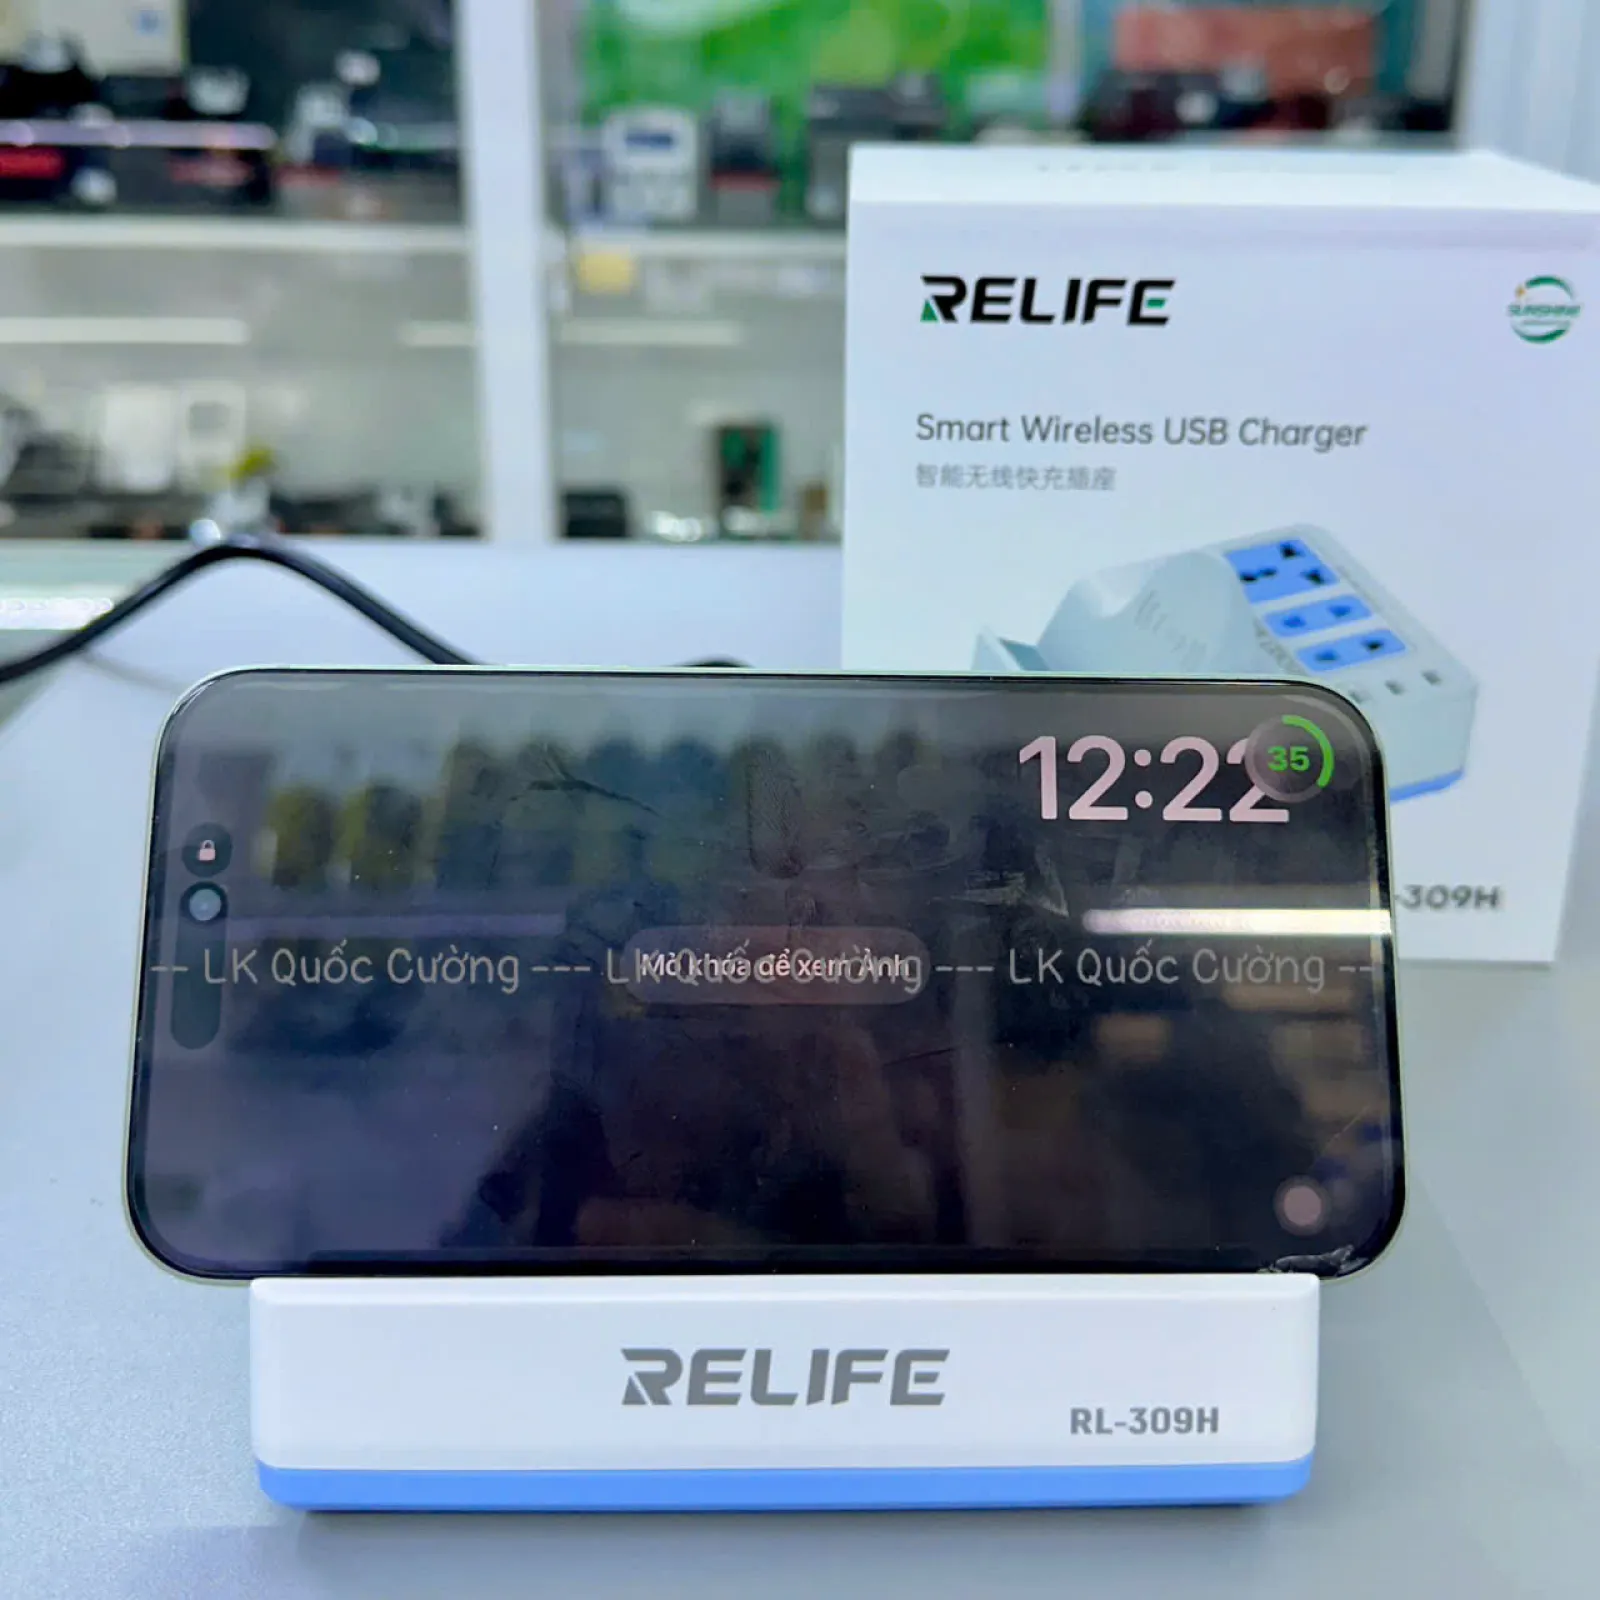 RELIFE
SUNSHINE
Smart Wireless USB Charger
智能无线快充插座
12:22
35
-309H
-- LK Quốc Cường --- LK Quốc Cường --- LK Quốc Cường --
Mở khóa để xem Ảnh
RELIFE
RL-309H